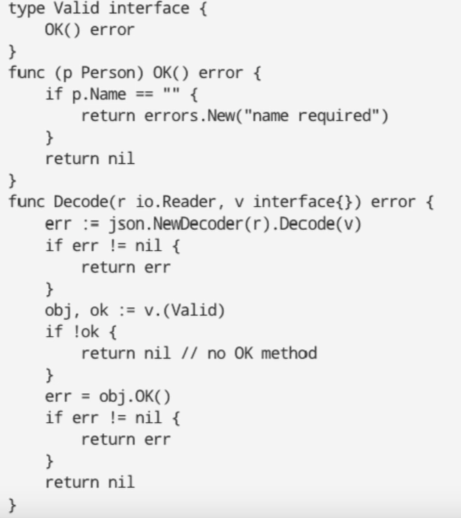 type Valid interface {
    OK() error
}
func (p Person) OK() error {
    if p.Name == "" {
        return errors.New("name required")
    }
    return nil
}
func Decode(r io.Reader, v interface{}) error {
    err := json.NewDecoder(r).Decode(v)
    if err != nil {
        return err
    }
    obj, ok := v.(Valid)
    if !ok {
        return nil // no OK method
    }
    err = obj.OK()
    if err != nil {
        return err
    }
    return nil
}